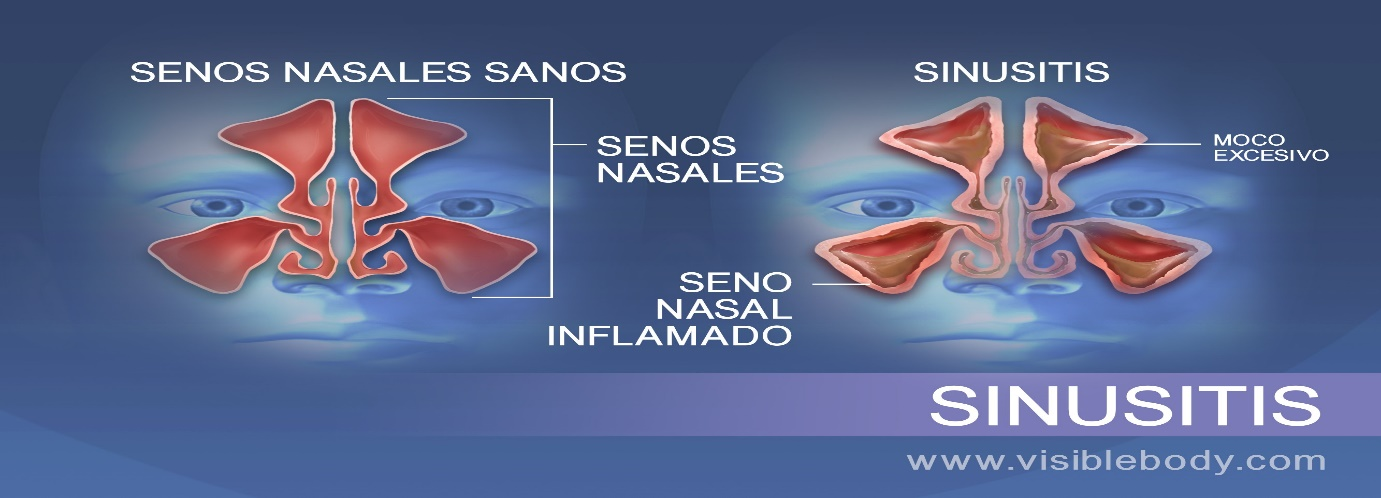 SENOS NASALES SANOS
SENOS
NASALES
SINUSITIS
MOCO
EXCESIVO
SENO
NASAL
INFLAMADO
SINUSITIS
www.visiblebody.com